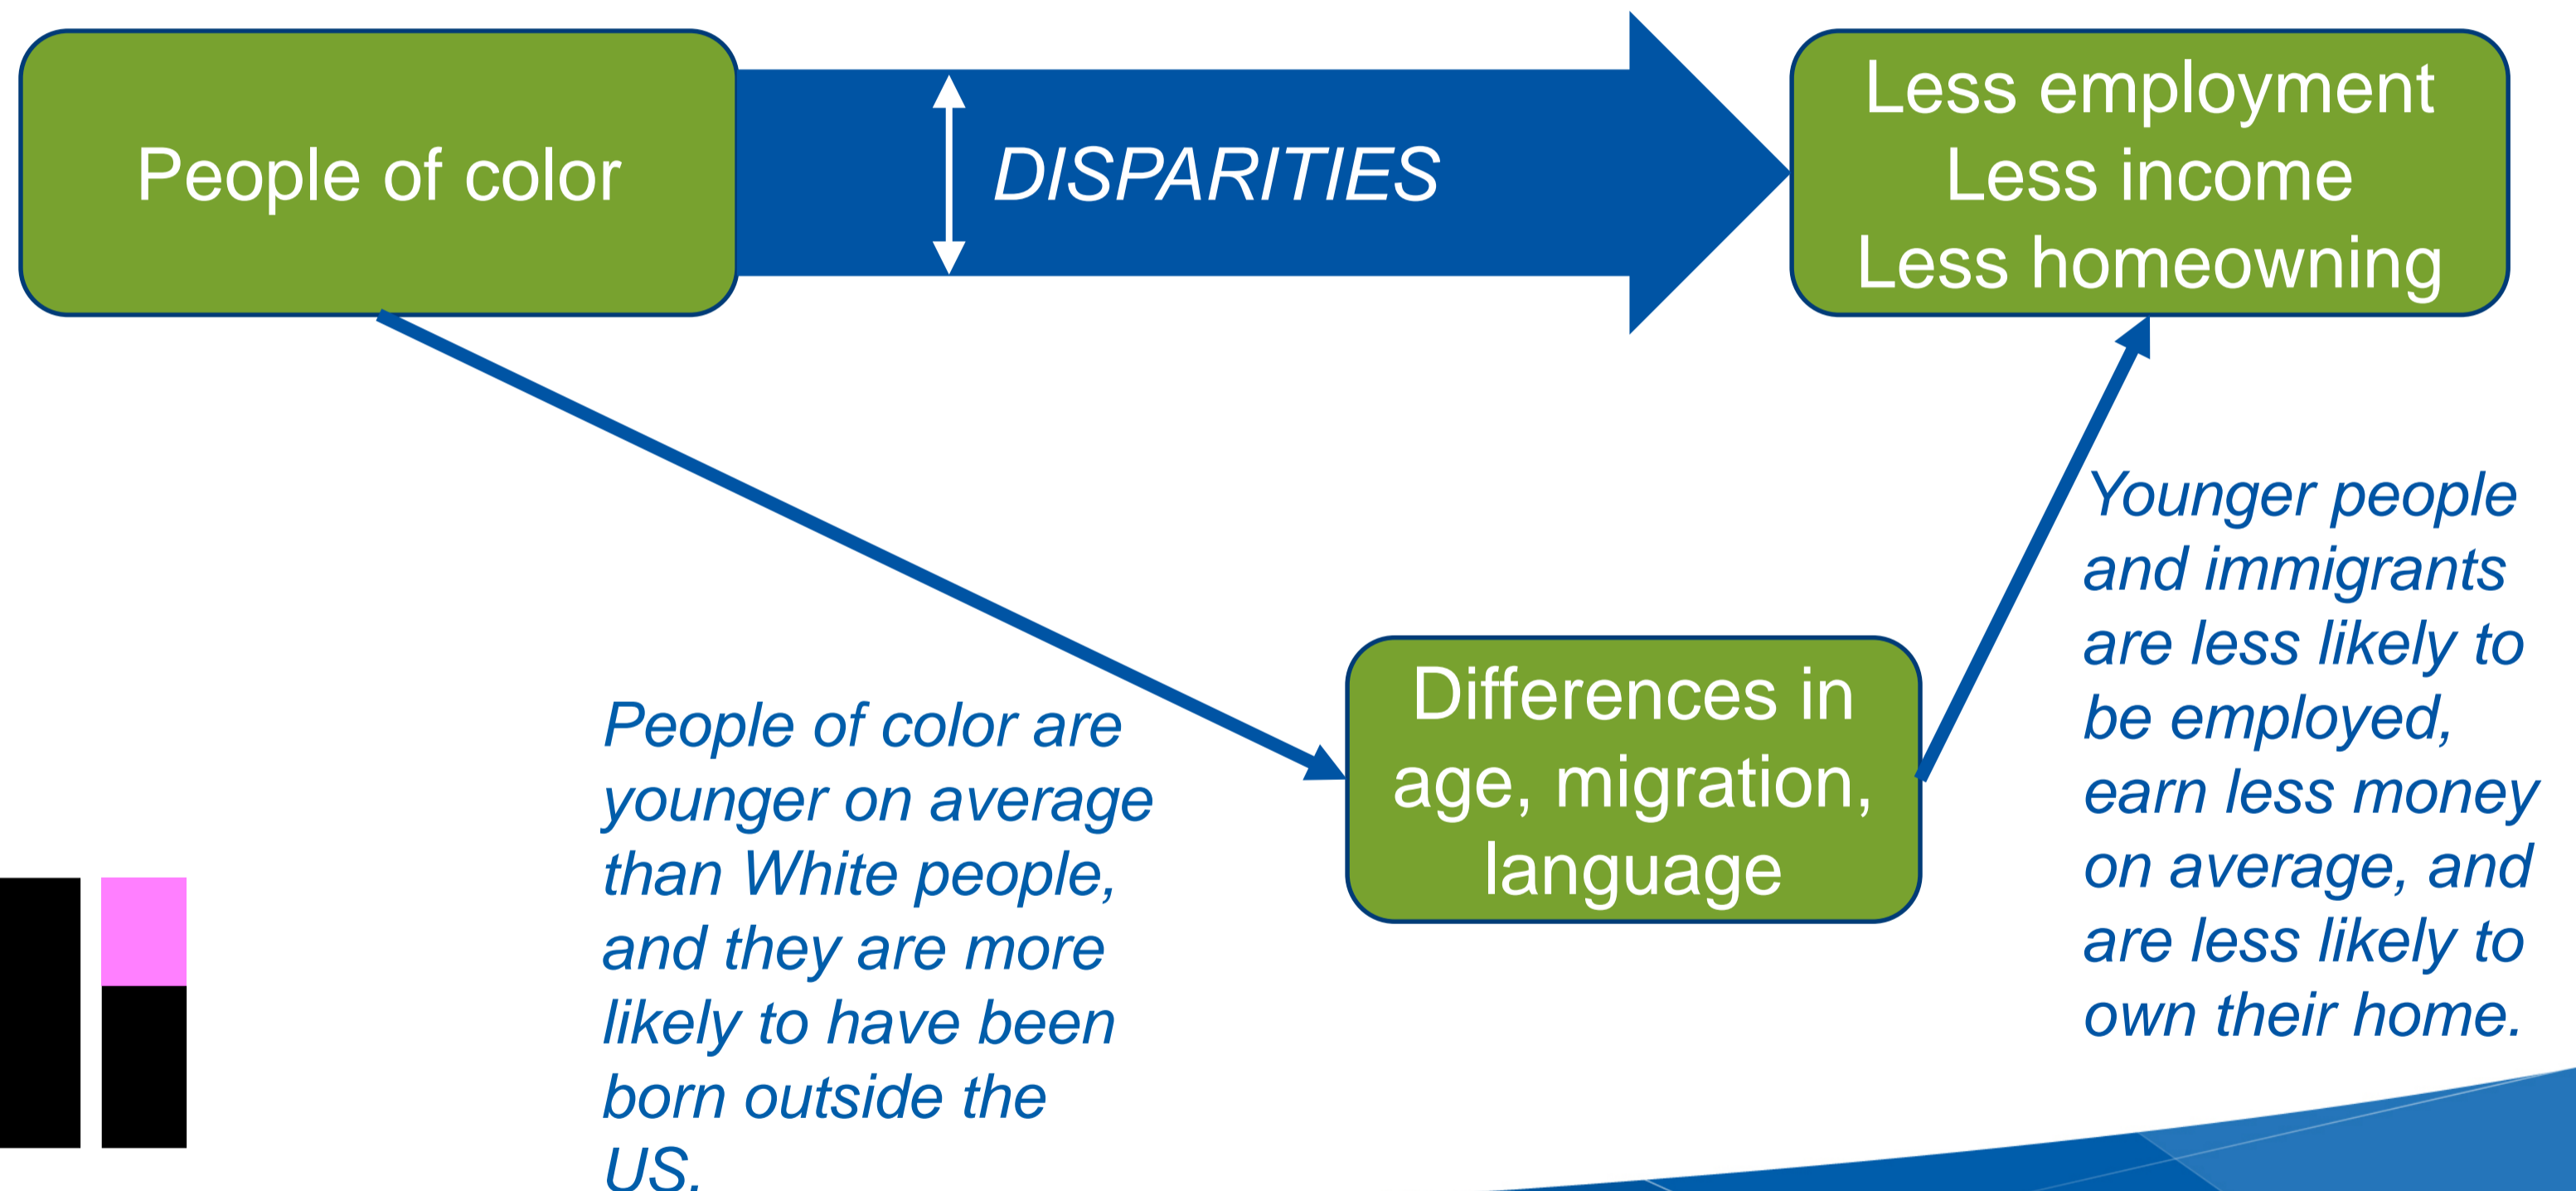 People of color
DISPARITIES
Less employment
Less income
Less homeowning
People of color are
younger on average
than White people,
and they are more
likely to have been
born outside the
US.
Differences in
age, migration,
language
Younger people
and immigrants
are less likely to
be employed,
earn less money
on average, and
are less likely to
own their home.